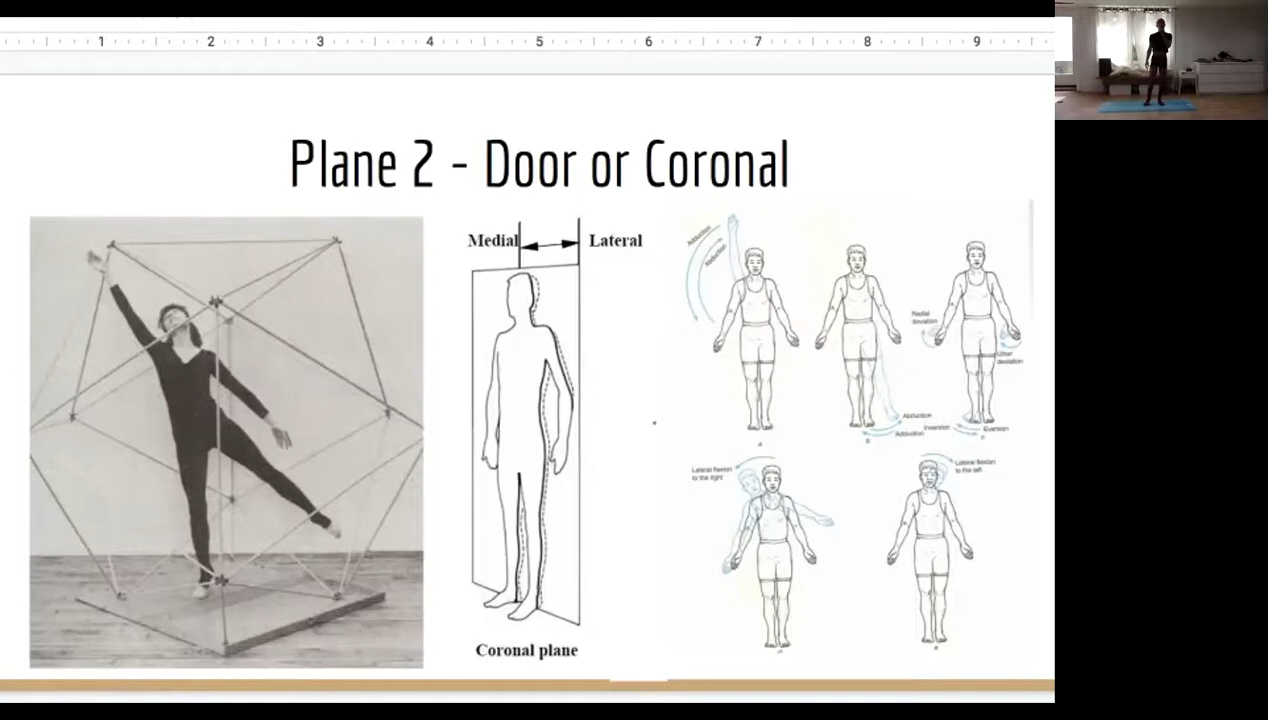 1 2 3 4 5 6 7 8 9
Plane 2 - Door or Coronal
Medial
Lateral
Coronal plane
Adduction
Abduction
a
Abduction
Adduction
b
Radial
deviation
Ulnar
deviation
Inversion
Eversion
c
Lateral flexion
to the right
Lateral flexion
to the left